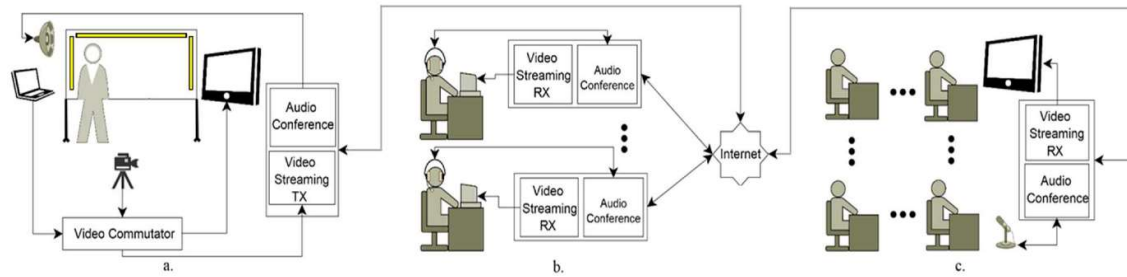 Audio
Conference
Video
Streaming
TX
Video Commutator
a.
Video
Streaming
RX
Audio
Conference
Video
Streaming
RX
Audio
Conference
b.
Internet
Video
Streaming
RX
Audio
Conference
c.